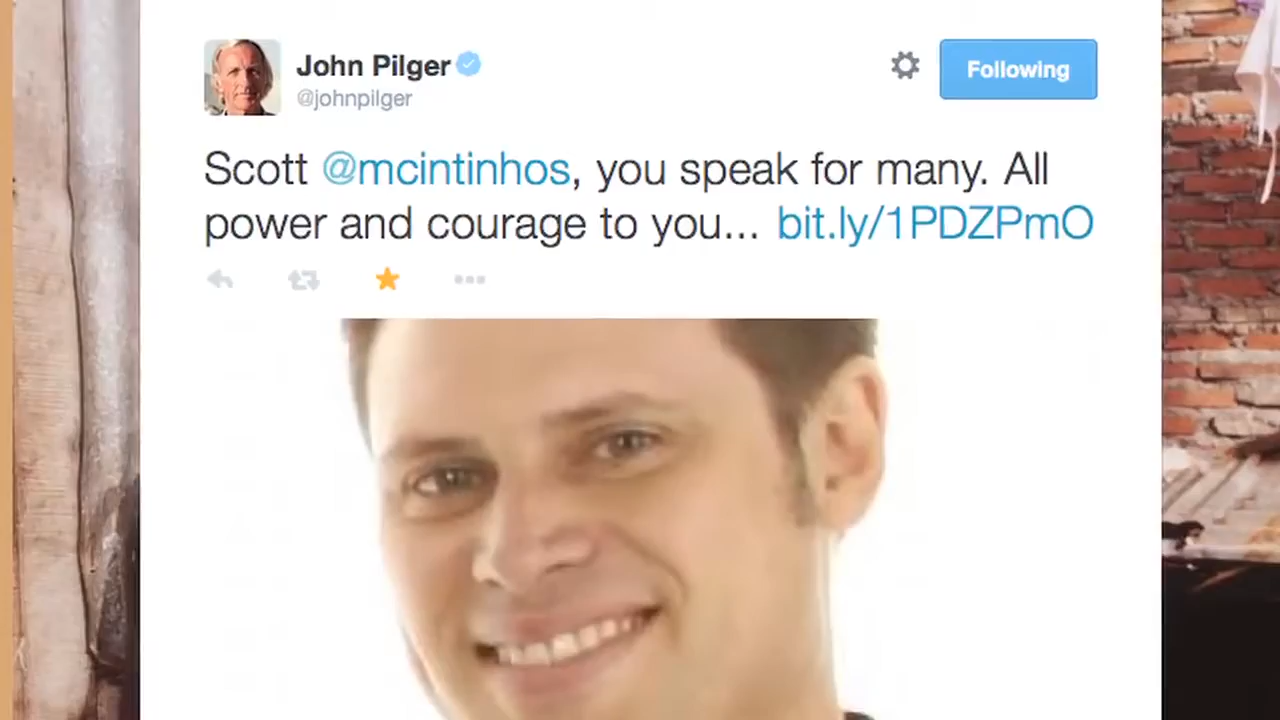 John Pilger
@johnpilger
Following
Scott @mcintinhos, you speak for many. All
power and courage to you... bit.ly/1PDZPmO